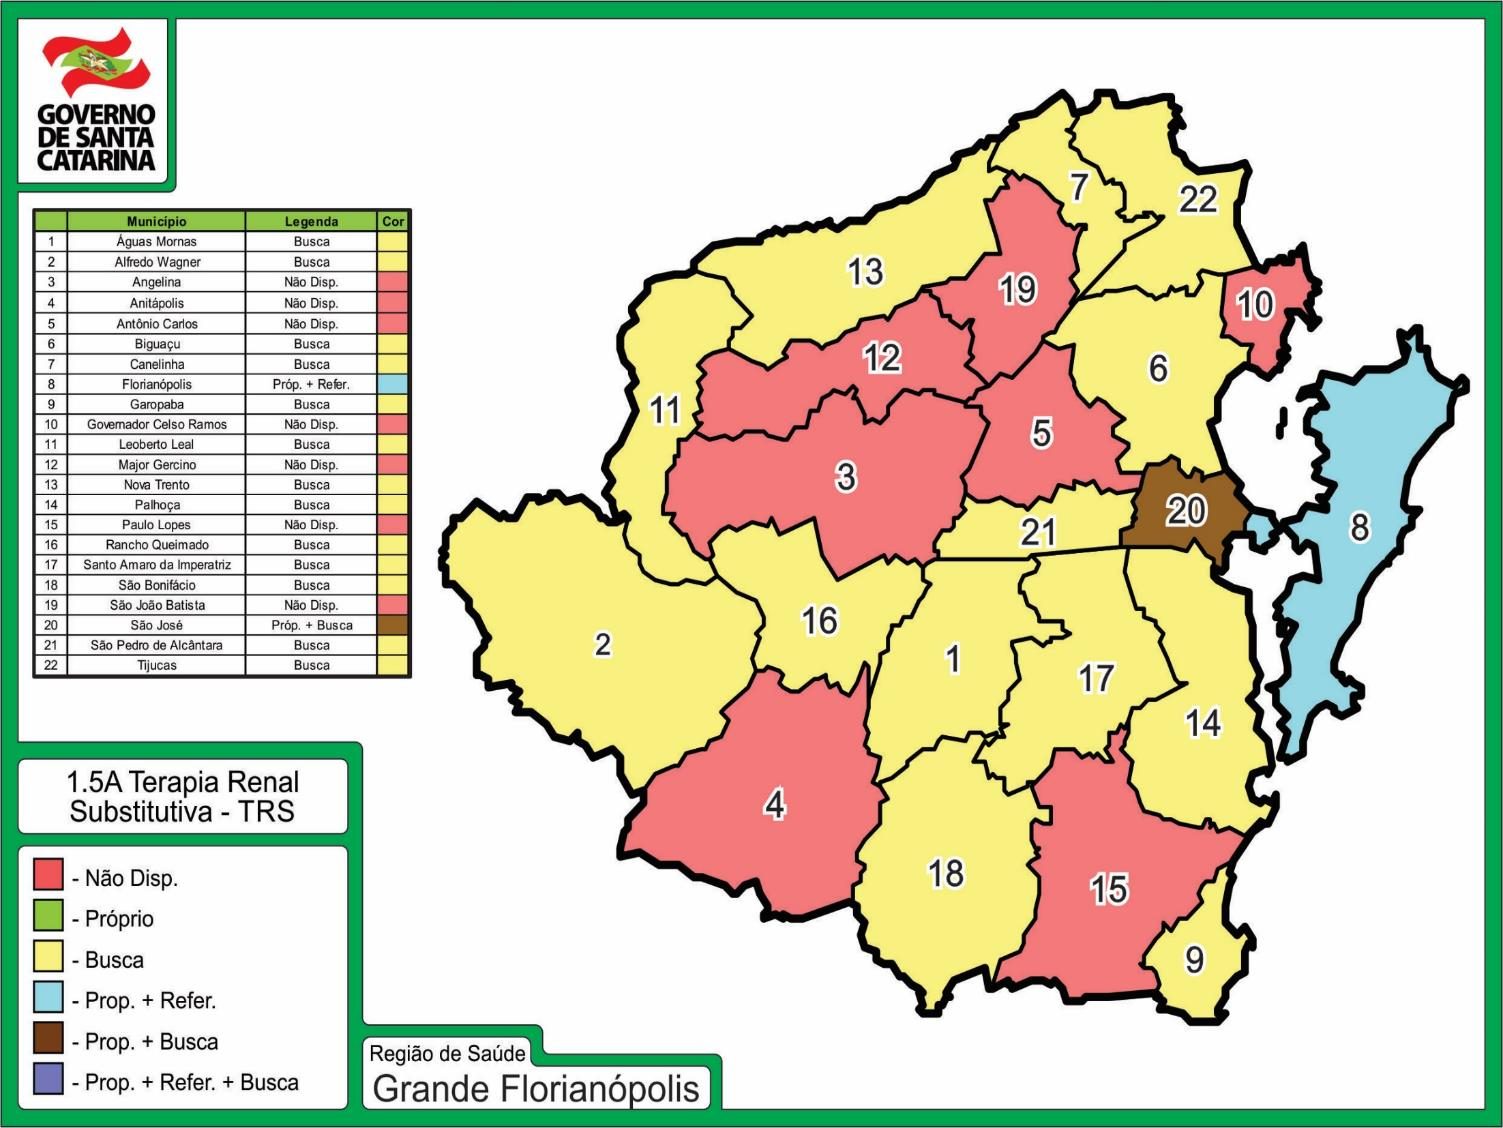 GOVERNO
DE SANTA
CATARINA
Município Legenda Cor
1 Águas Mornas Busca
2 Alfredo Wagner Busca
3 Angelina Não Disp.
4 Anitápolis Não Disp.
5 Antônio Carlos Não Disp.
6 Biguaçu Busca
7 Canelinha Busca
8 Florianópolis Próp. + Refer.
9 Garopaba Busca
10 Governador Celso Ramos Não Disp.
11 Leoberto Leal Busca
12 Major Gercino Não Disp.
13 Nova Trento Busca
14 Palhoça Busca
15 Paulo Lopes Não Disp.
16 Rancho Queimado Busca
17 Santo Amaro da Imperatriz Busca
18 São Bonifácio Busca
19 São João Batista Não Disp.
20 São José Próp. + Busca
21 São Pedro de Alcântara Busca
22 Tijucas Busca
7
22
13
19
10
12
6
11
5
3
20
8
21
16
2
1
17
14
4
18
15
9
1.5A Terapia Renal
Substitutiva - TRS
- Não Disp.
- Próprio
- Busca
- Prop. + Refer.
- Prop. + Busca
- Prop. + Refer. + Busca
Região de Saúde
Grande Florianópolis